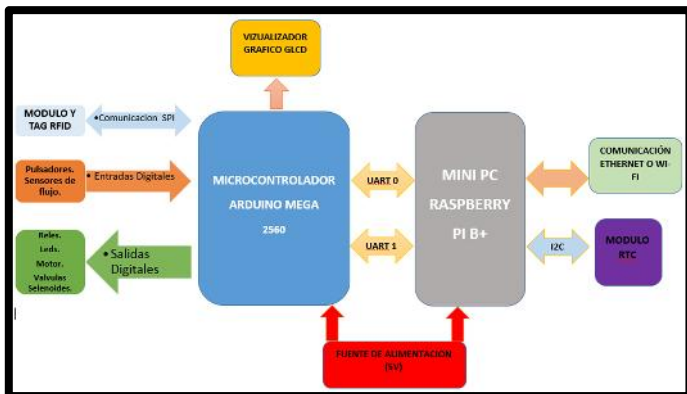 VIZUALIZADOR
GRAFICO GLCD
MODULO Y
TAG RFID
•Comunicacion SPI
Pulsadores.
Sensores de
flujo.
• Entradas Digitales
Reles.
Leds.
Motor.
Valvulas
Selenoides.
•Salidas
Digitales
MICROCONTROLADOR
ARDUINO MEGA
2560
UART 0
UART 1
MINI PC
RASPBERRY
PI B+
COMUNICACIÓN
ETHERNET O WI-
FI
I2C
MODULO
RTC
FUENTE DE ALIMENTACION
(5V)